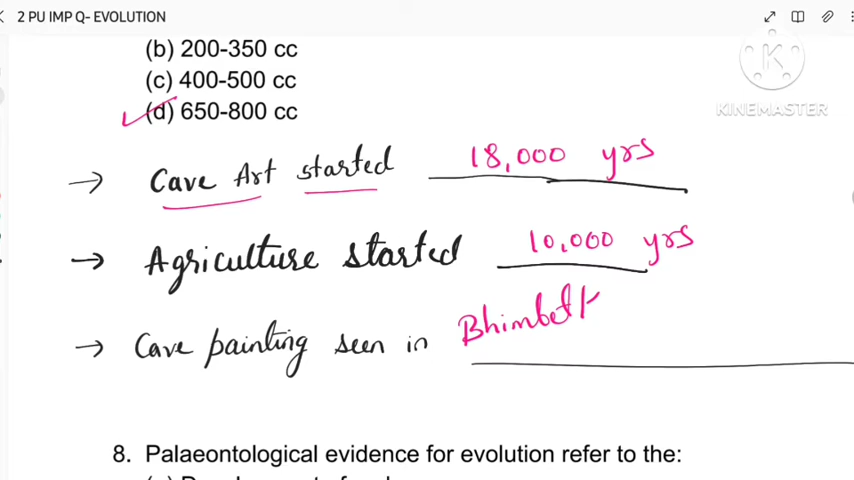 2 PU IMP Q- EVOLUTION
(b) 200-350 cc
KINEMASTER
(c) 400-500 cc
(d) 650-800 cc
→ Cave Art started 18,000 yrs
→ Agriculture started 10,000 yrs
→ Cave painting seen in Bhimbet
8. Palaeontological evidence for evolution refer to the: